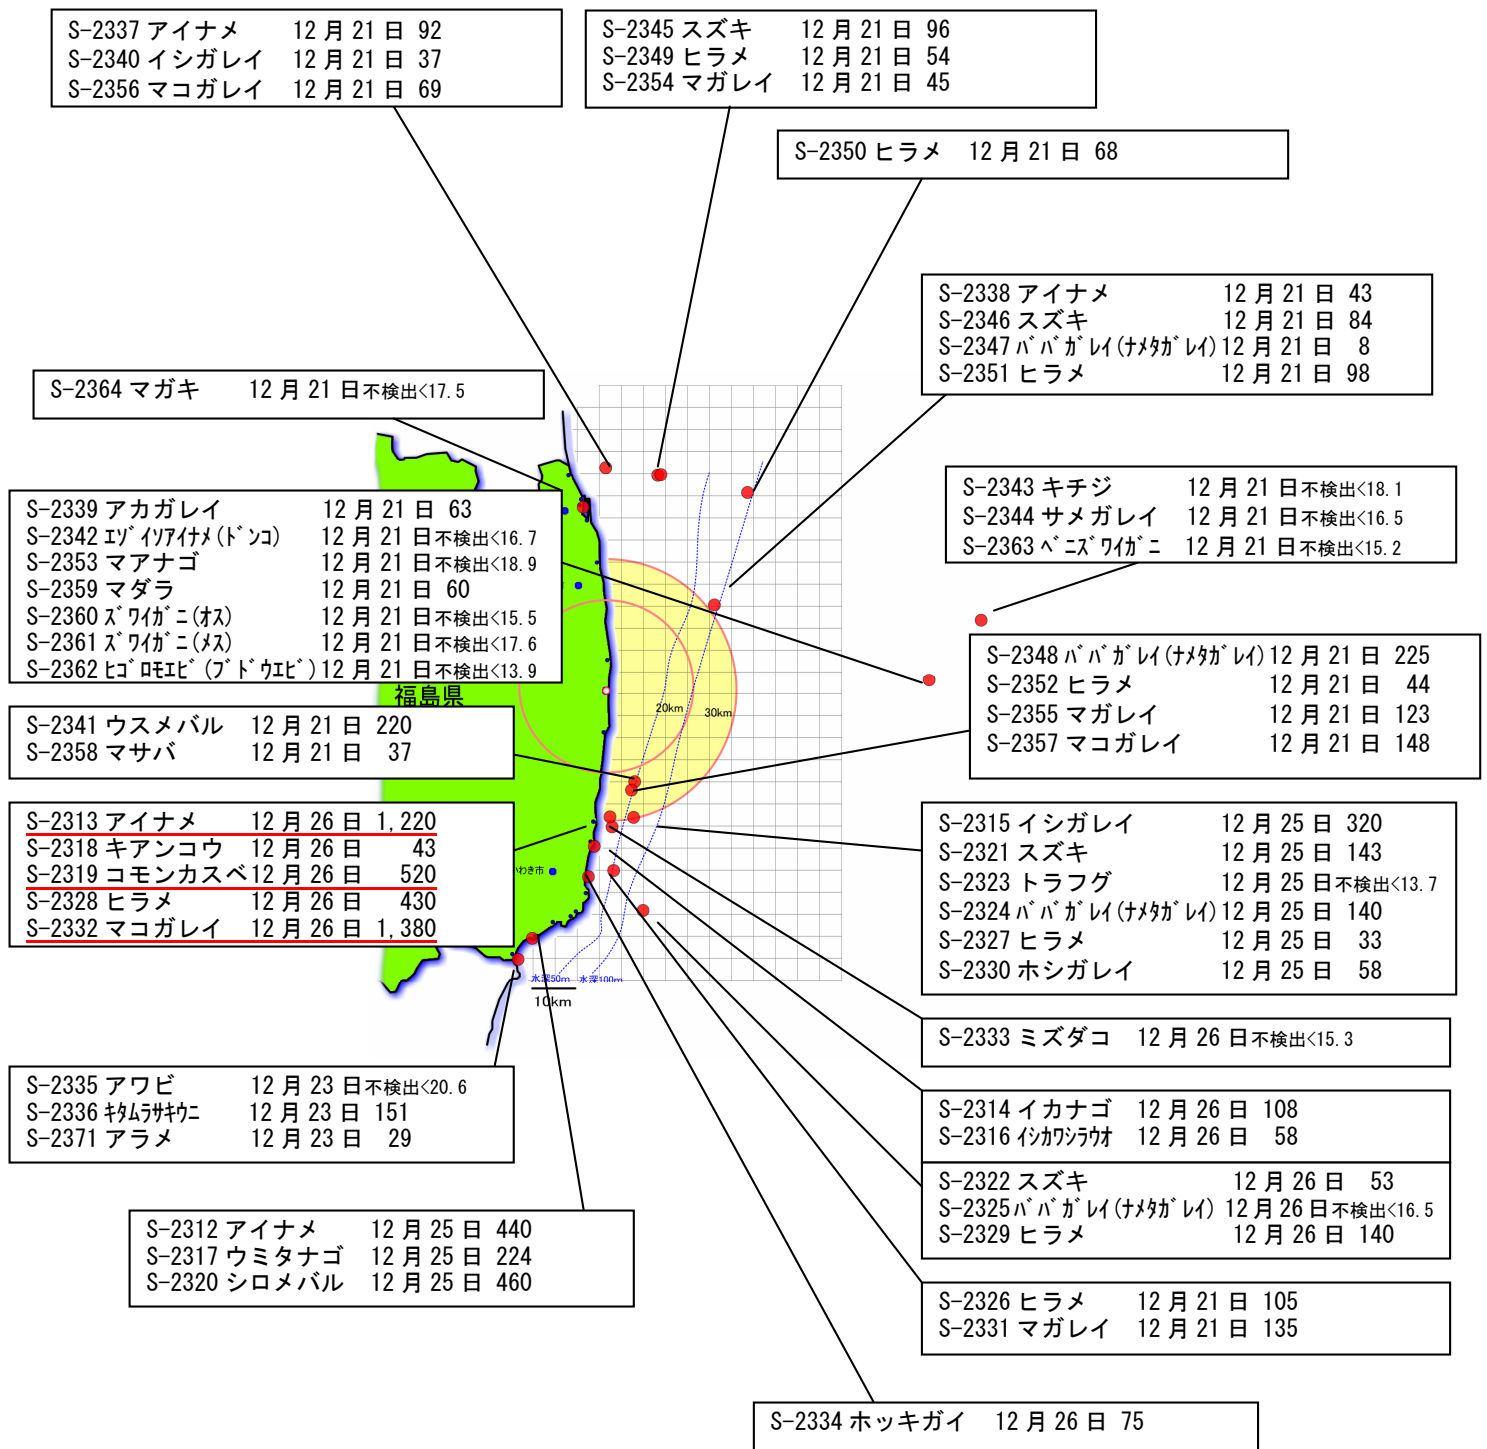 S-2337 アイナメ 12 月 21 日 92
S-2340 イシガレイ 12 月 21 日 37
S-2356 マコガレイ 12 月 21 日 69
S-2345 スズキ 12 月 21 日 96
S-2349 ヒラメ 12 月 21 日 54
S-2354 マガレイ 12 月 21 日 45
S-2350 ヒラメ 12 月 21 日 68
S-2338 アイナメ 12 月 21 日 43
S-2346 スズキ 12 月 21 日 84
S-2347 ﾊﾞﾊﾞｶﾞﾚｲ(ﾅﾒﾀｶﾞﾚｲ) 12 月 21 日 8
S-2351 ヒラメ 12 月 21 日 98
S-2364 マガキ 12 月 21 日不検出<17.5
S-2343 キチジ 12 月 21 日不検出<18.1
S-2344 サメガレイ 12 月 21 日不検出<16.5
S-2363 ﾍﾞﾆｽﾞﾜｲｶﾞﾆ 12 月 21 日不検出<15.2
S-2339 アカガレイ 12 月 21 日 63
S-2342 ｴｿﾞｲｿｱｲﾅﾒ(ﾄﾞﾝｺ) 12 月 21 日不検出<16.7
S-2353 マアナゴ 12 月 21 日不検出<18.9
S-2359 マダラ 12 月 21 日 60
S-2360 ｽﾞﾜｲｶﾞﾆ(ｵｽ) 12 月 21 日不検出<15.5
S-2361 ｽﾞﾜｲｶﾞﾆ(ﾒｽ) 12 月 21 日不検出<17.6
S-2362 ﾋｺﾞﾛﾓｴﾋﾞ(ﾌﾞﾄﾞｳｴﾋﾞ) 12 月 21 日不検出<13.9
福島県
20km
30km
S-2348 ﾊﾞﾊﾞｶﾞﾚｲ(ﾅﾒﾀｶﾞﾚｲ) 12 月 21 日 225
S-2352 ヒラメ 12 月 21 日 44
S-2355 マガレイ 12 月 21 日 123
S-2357 マコガレイ 12 月 21 日 148
S-2341 ウスメバル 12 月 21 日 220
S-2358 マサバ 12 月 21 日 37
S-2313 アイナメ 12 月 26 日 1,220
S-2318 キアンコウ 12 月 26 日 43
S-2319 コモンカスベ 12 月 26 日 520
S-2328 ヒラメ 12 月 26 日 430
S-2332 マコガレイ 12 月 26 日 1,380
わき市
S-2315 イシガレイ 12 月 25 日 320
S-2321 スズキ 12 月 25 日 143
S-2323 トラフグ 12 月 25 日不検出<13.7
S-2324 ﾊﾞﾊﾞｶﾞﾚｲ(ﾅﾒﾀｶﾞﾚｲ) 12 月 25 日 140
S-2327 ヒラメ 12 月 25 日 33
S-2330 ホシガレイ 12 月 25 日 58
水深50m
水深100m
10km
S-2333 ミズダコ 12 月 26 日不検出<15.3
S-2335 アワビ 12 月 23 日不検出<20.6
S-2336 ｷﾀﾑﾗｻｷｳﾆ 12 月 23 日 151
S-2371 アラメ 12 月 23 日 29
S-2314 イカナゴ 12 月 26 日 108
S-2316 ｲｼｶﾜｼﾗｳｵ 12 月 26 日 58
S-2322 スズキ 12 月 26 日 53
S-2325 ﾊﾞﾊﾞｶﾞﾚｲ(ﾅﾒﾀｶﾞﾚｲ) 12 月 26 日不検出<16.5
S-2329 ヒラメ 12 月 26 日 140
S-2312 アイナメ 12 月 25 日 440
S-2317 ウミタナゴ 12 月 25 日 224
S-2320 シロメバル 12 月 25 日 460
S-2326 ヒラメ 12 月 21 日 105
S-2331 マガレイ 12 月 21 日 135
S-2334 ホッキガイ 12 月 26 日 75